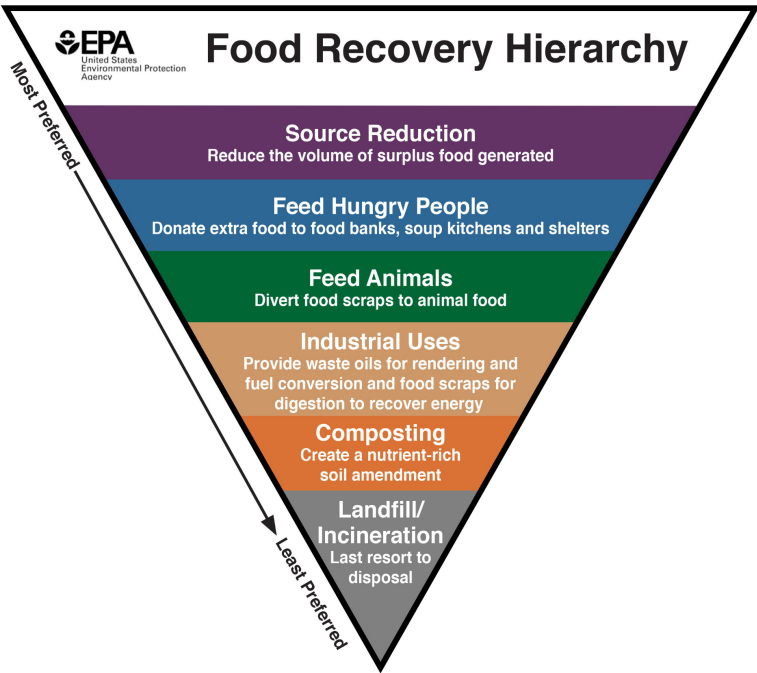 EPA
United States
Environmental Protection
Agency
Food Recovery Hierarchy
Most Preferred
Source Reduction
Reduce the volume of surplus food generated
Feed Hungry People
Donate extra food to food banks, soup kitchens and shelters
Feed Animals
Divert food scraps to animal food
Industrial Uses
Provide waste oils for rendering and
fuel conversion and food scraps for
digestion to recover energy
Composting
Create a nutrient-rich
soil amendment
Landfill/
Incineration
Last resort to
disposal
Least Preferred